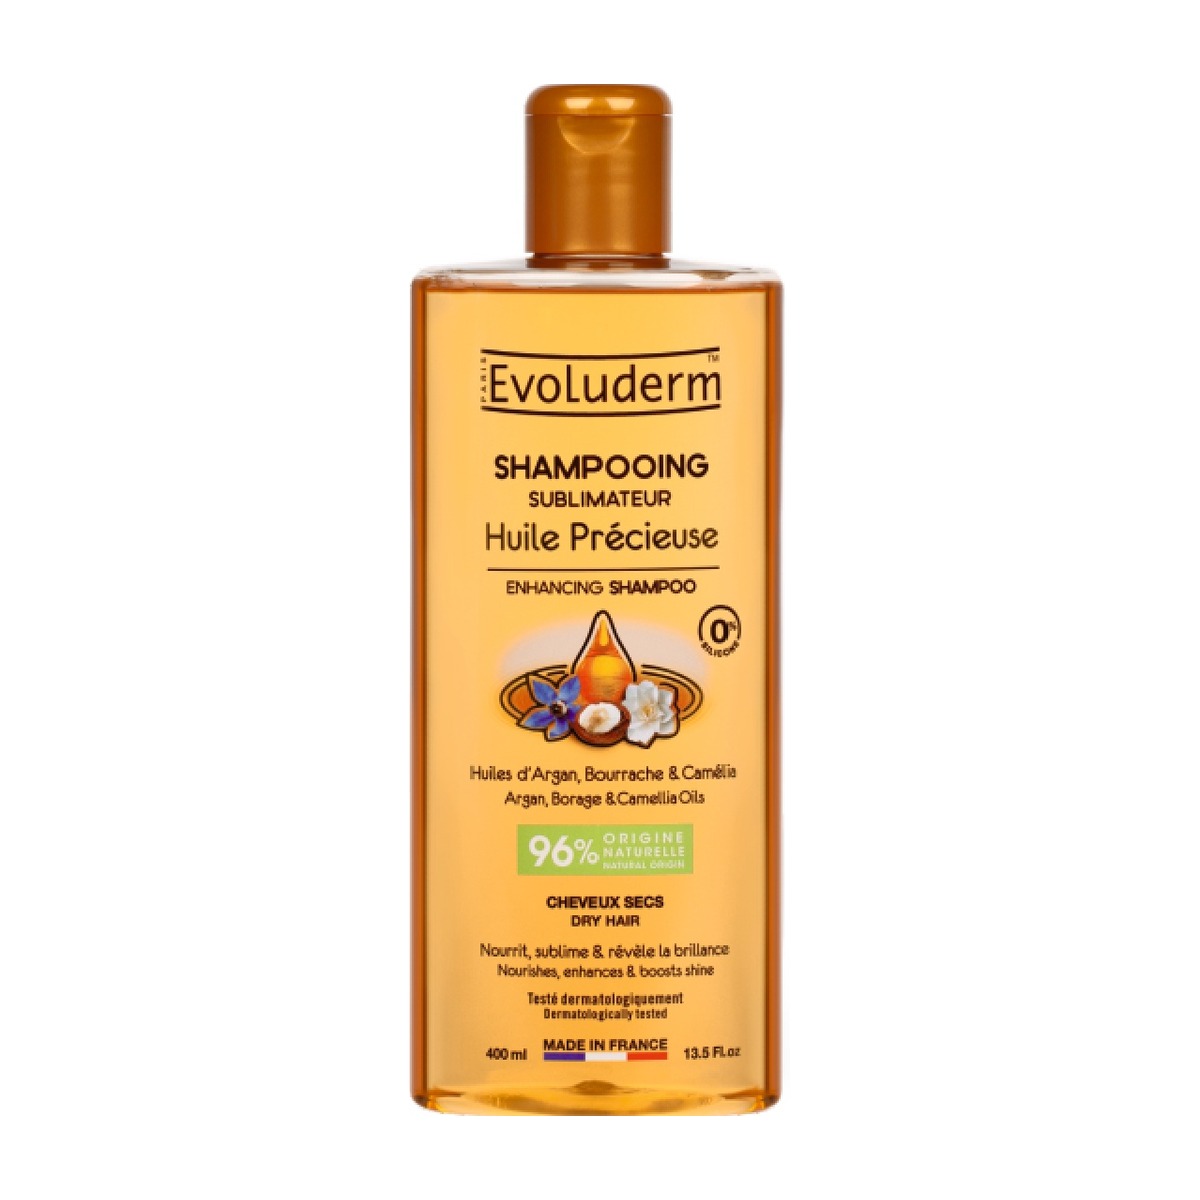 PARIS
Evoluderm™
SHAMPOOING
SUBLIMATEUR
Huile Précieuse
ENHANCING SHAMPOO
0%
SILICONE
Huiles d'Argan, Bourrache & Camélia
Argan, Borage & Camellia Oils
96% ORIGINE
NATURELLE
NATURAL ORIGIN
CHEVEUX SECS
DRY HAIR
Nourrit, sublime & révèle la brillance
Nourishes, enhances & boosts shine
Testé dermatologiquement
Dermatologically tested
400 ml MADE IN FRANCE 13.5 Fl.oz